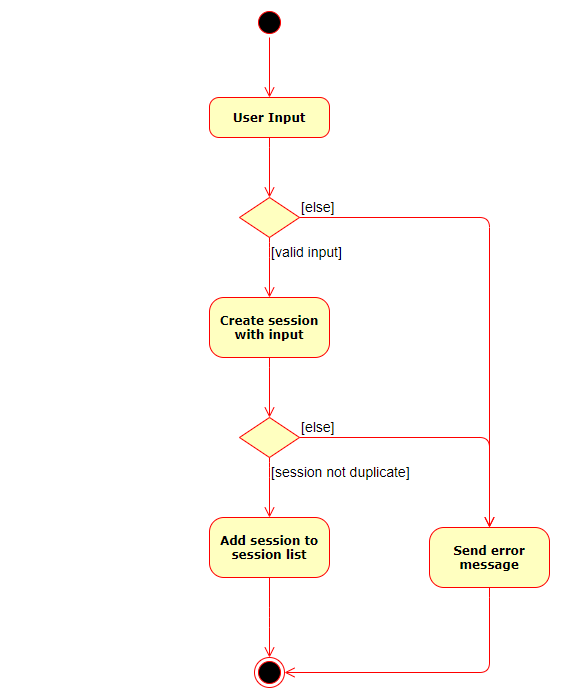 User Input
[else]
[valid input]
Create session
with input
[else]
[session not duplicate]
Add session to
session list
Send error
message